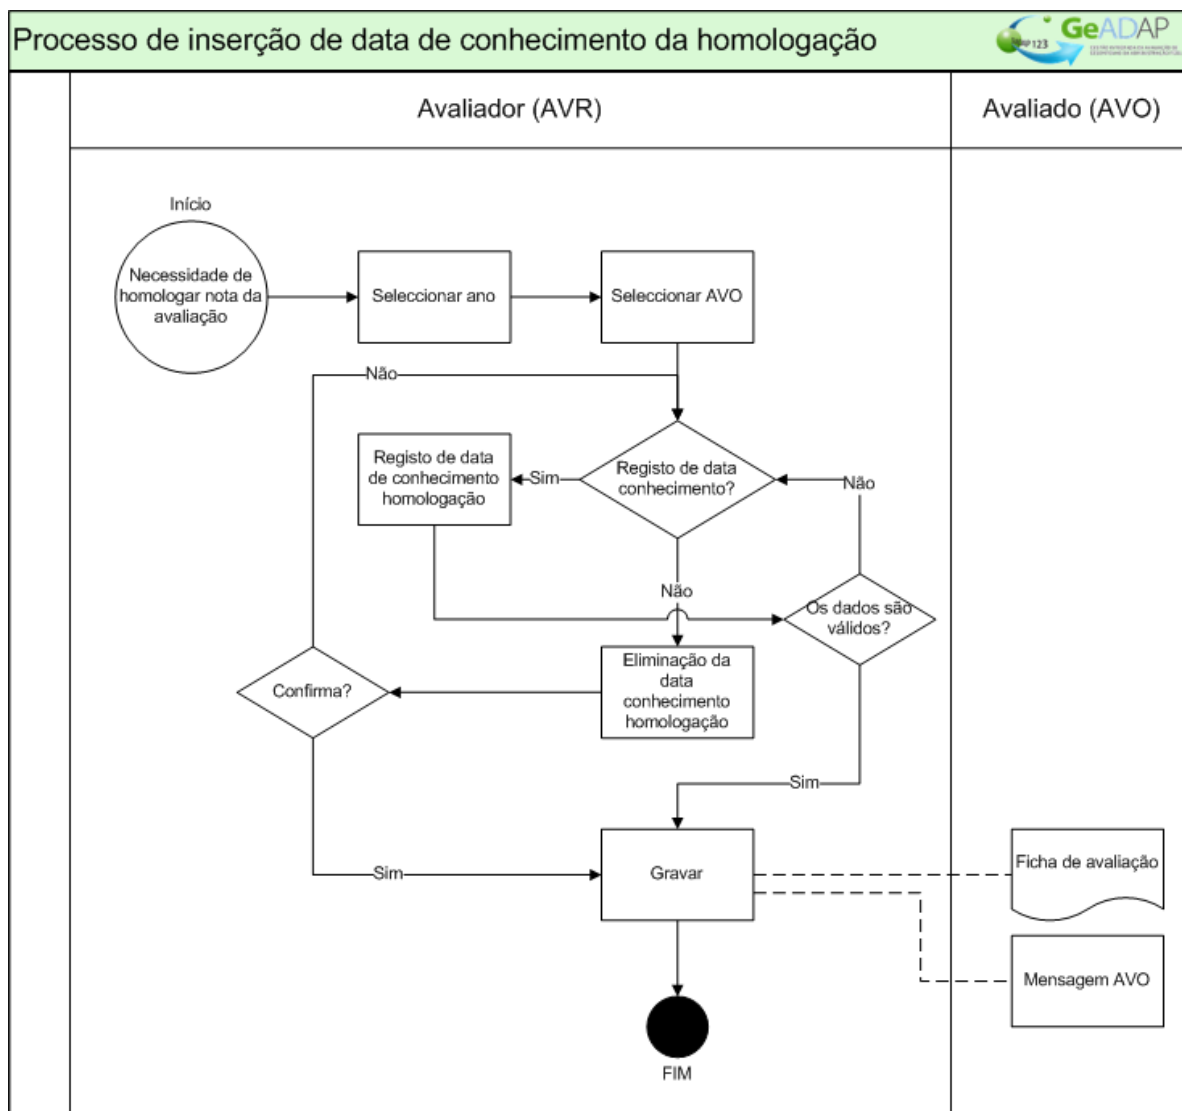 Processo de inserção de data de conhecimento da homologação
GeADAP
123
Avaliador (AVR)
Avaliado (AVO)
Início
Necessidade de
homologar nota da
avaliação
Seleccionar ano
Seleccionar AVO
Não
Registo de data
de conhecimento
homologação
Sim
Registo de data
conhecimento?
Não
Não
Os dados são
válidos?
Eliminação da
data
conhecimento
homologação
Confirma?
Sim
Sim
Gravar
Ficha de avaliação
Mensagem AVO
FIM